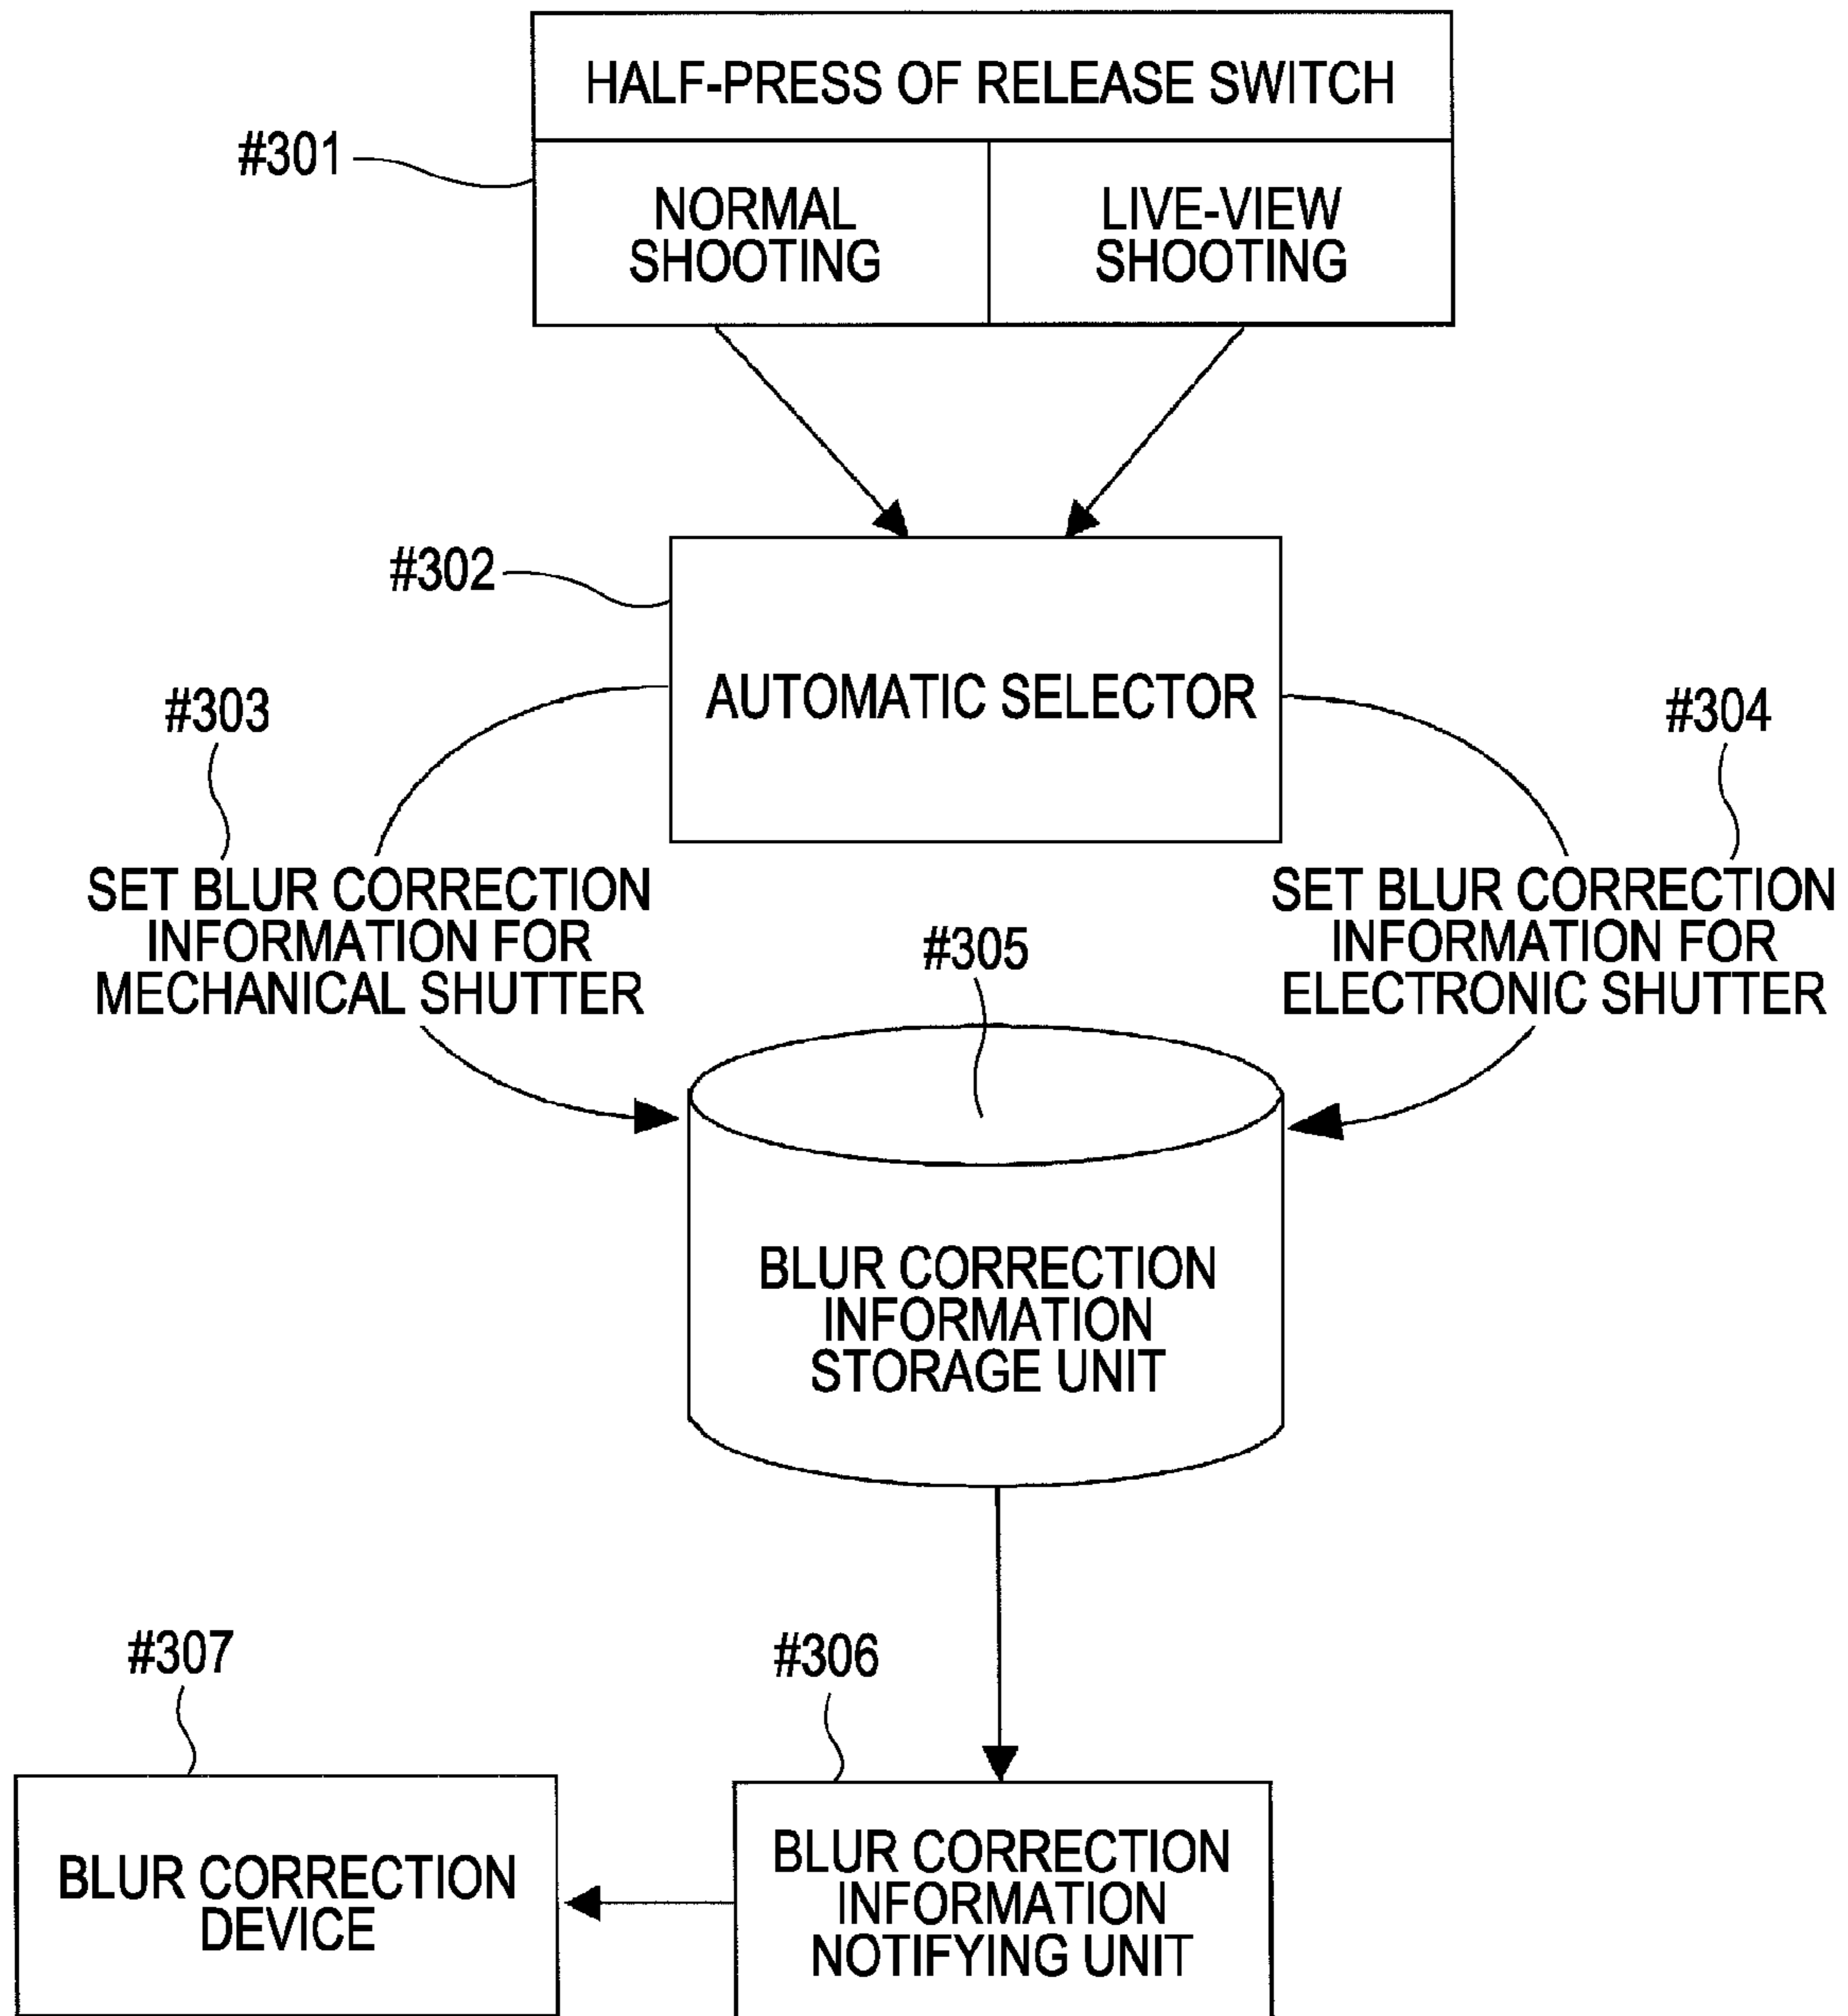 HALF-PRESS OF RELEASE SWITCH
#301
NORMAL
SHOOTING
LIVE-VIEW
SHOOTING
#302
AUTOMATIC SELECTOR
#303
SET BLUR CORRECTION
INFORMATION FOR
MECHANICAL SHUTTER
#304
SET BLUR CORRECTION
INFORMATION FOR
ELECTRONIC SHUTTER
#305
BLUR CORRECTION
INFORMATION
STORAGE UNIT
#307
BLUR CORRECTION
DEVICE
#306
BLUR CORRECTION
INFORMATION
NOTIFYING UNIT